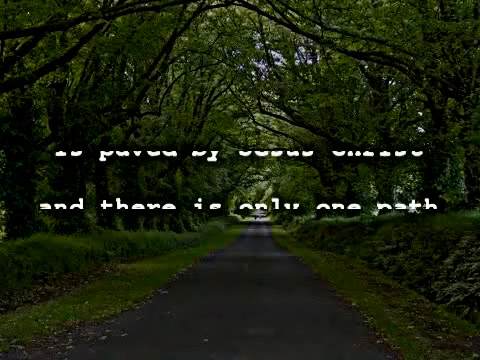 is paved by Jesus Christ
and there is only one path